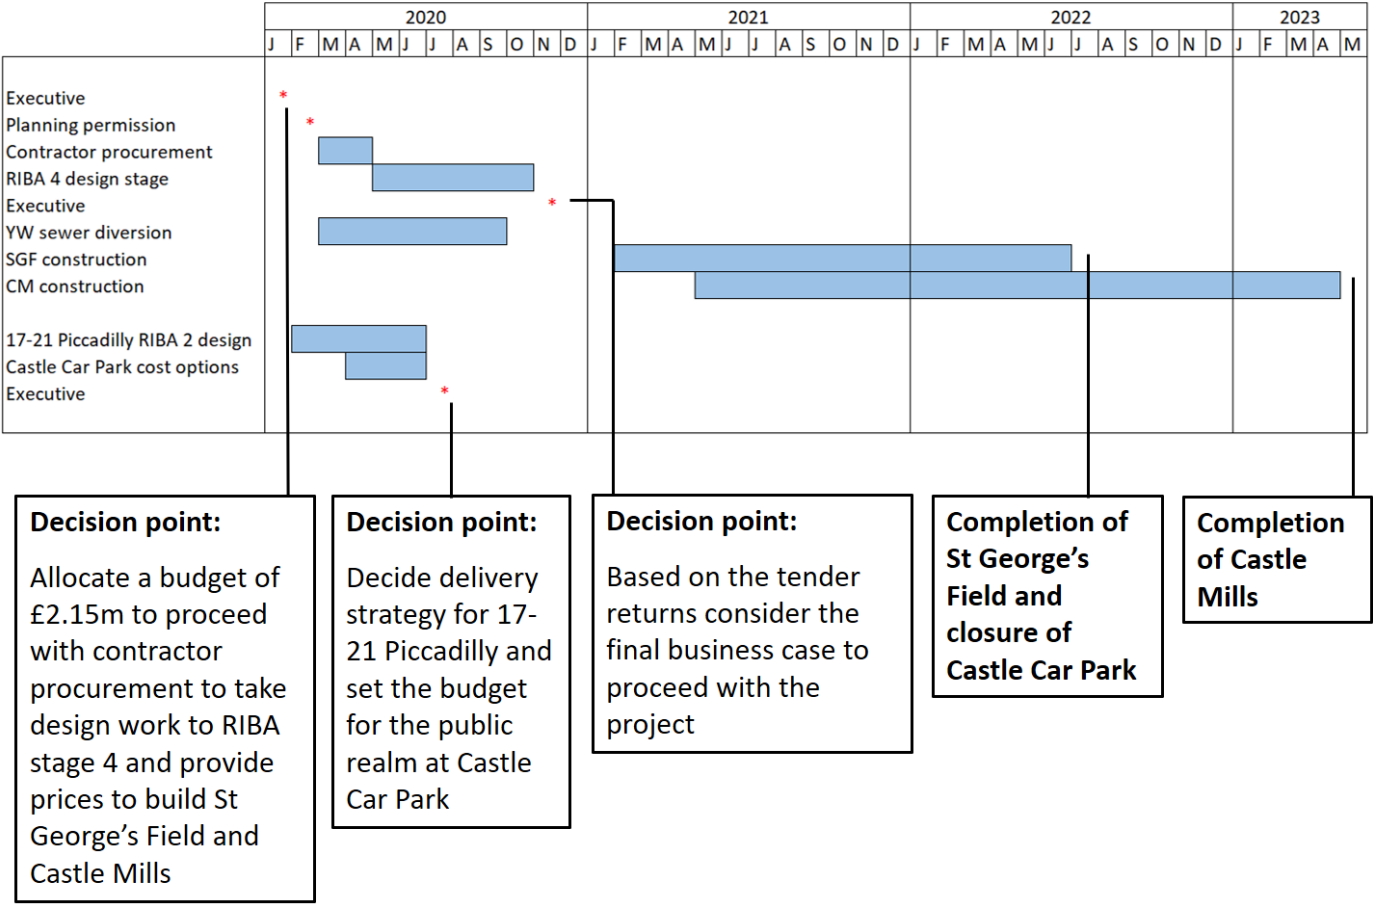 2020 2021 2022 2023
J F M A M J J A S O N D J F M A M J J A S O N D J F M A M J J A S O N D J F M A M
Executive *
Planning permission *
Contractor procurement
RIBA 4 design stage
Executive *
YW sewer diversion
SGF construction
CM construction
17-21 Piccadilly RIBA 2 design
Castle Car Park cost options
Executive *
Decision point:
Allocate a budget of
£2.15m to proceed
with contractor
procurement to take
design work to RIBA
stage 4 and provide
prices to build St
George’s Field and
Castle Mills
Decision point:
Decide delivery
strategy for 17-
21 Piccadilly and
set the budget
for the public
realm at Castle
Car Park
Decision point:
Based on the tender
returns consider the
final business case to
proceed with the
project
Completion of
St George’s
Field and
closure of
Castle Car Park
Completion
of Castle
Mills